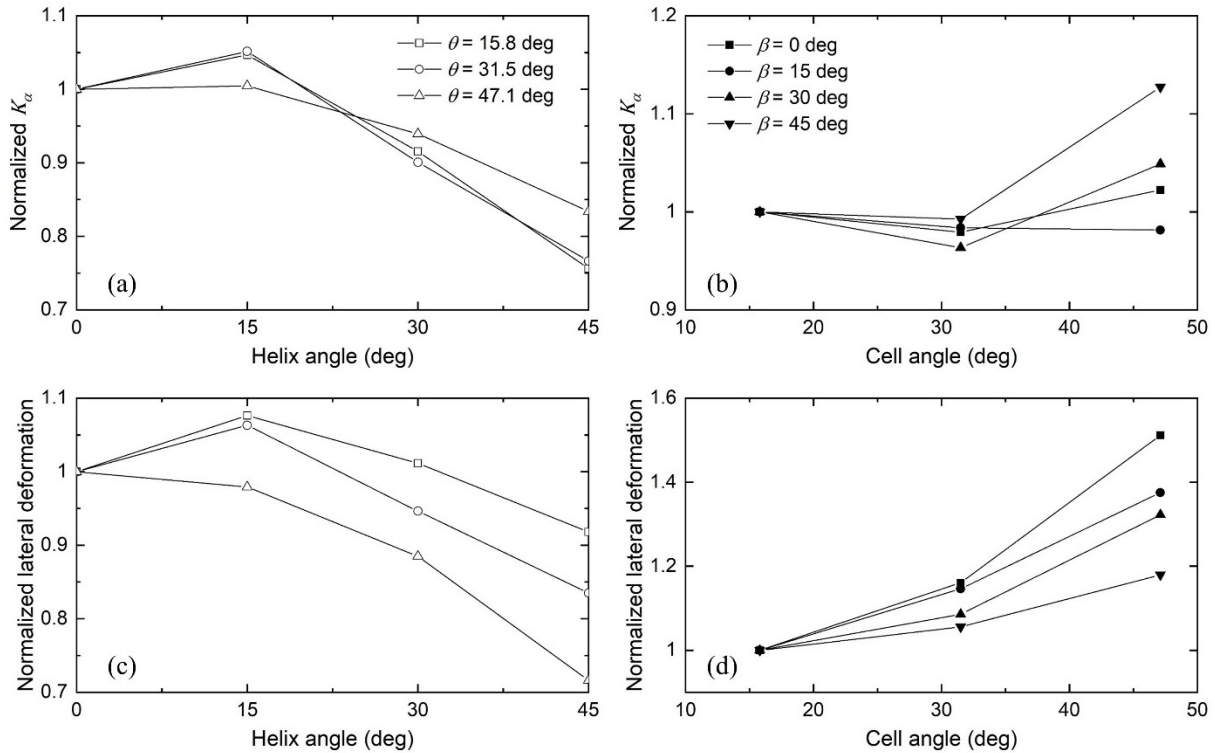 1.1
1
0.9
0.8
0.7
Normalized Kα
θ = 15.8 deg
θ = 31.5 deg
θ = 47.1 deg
(a)
0
15
30
45
Helix angle (deg)
1.2
1.1
1
0.9
Normalized Kα
β = 0 deg
β = 15 deg
β = 30 deg
β = 45 deg
(b)
10
20
30
40
50
Cell angle (deg)
1.1
1
0.9
0.8
0.7
Normalized lateral deformation
(c)
0
15
30
45
Helix angle (deg)
1.6
1.4
1.2
1
Normalized lateral deformation
(d)
10
20
30
40
50
Cell angle (deg)